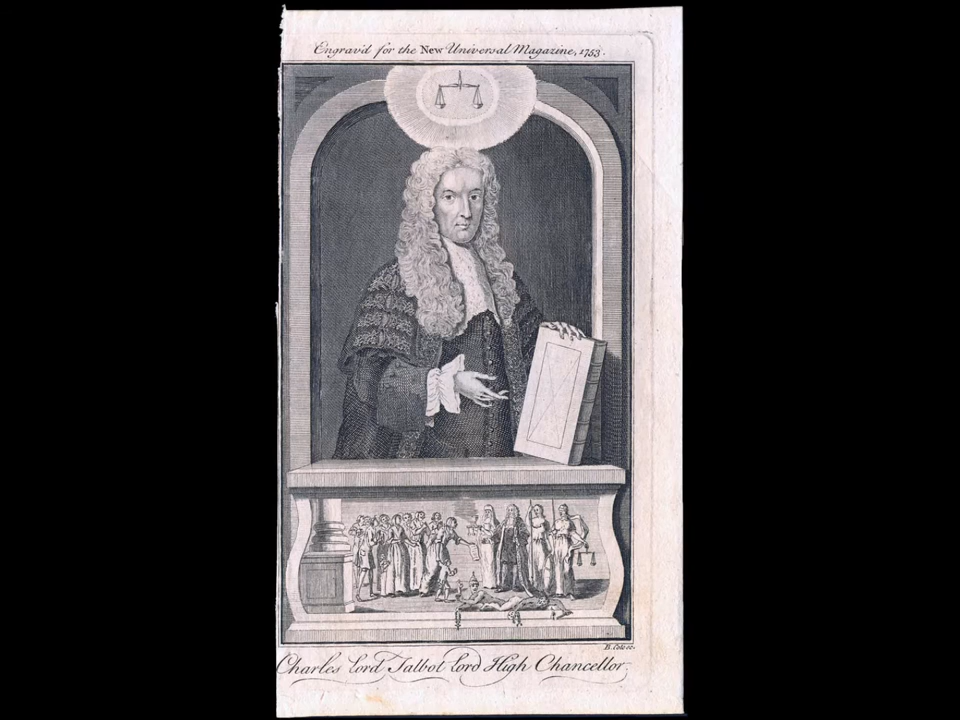 Engrav'd for the New Universal Magazine, 1753.
B. Cole sc.
Charles Lord Talbot Lord High Chancellor.